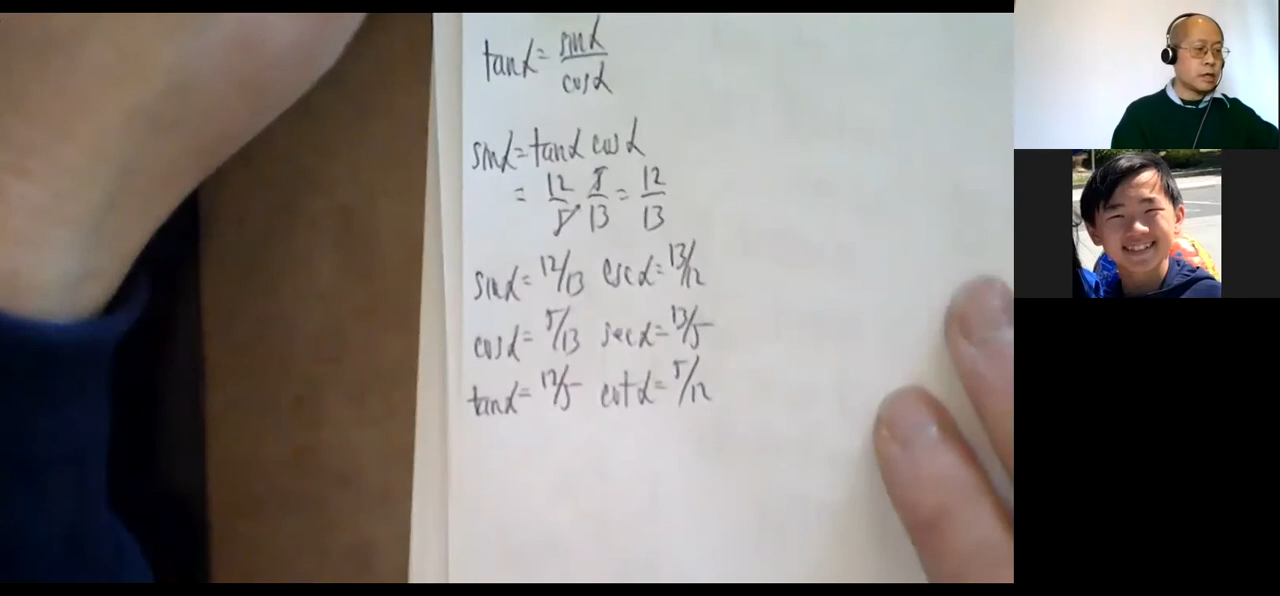 tanα = sinα/cosα
sinα = tanα cosα
= 12/5 5/13 = 12/13
sinα = 12/13 cscα = 13/12
cosα = 5/13 secα = 13/5
tanα = 12/5 cotα = 5/12